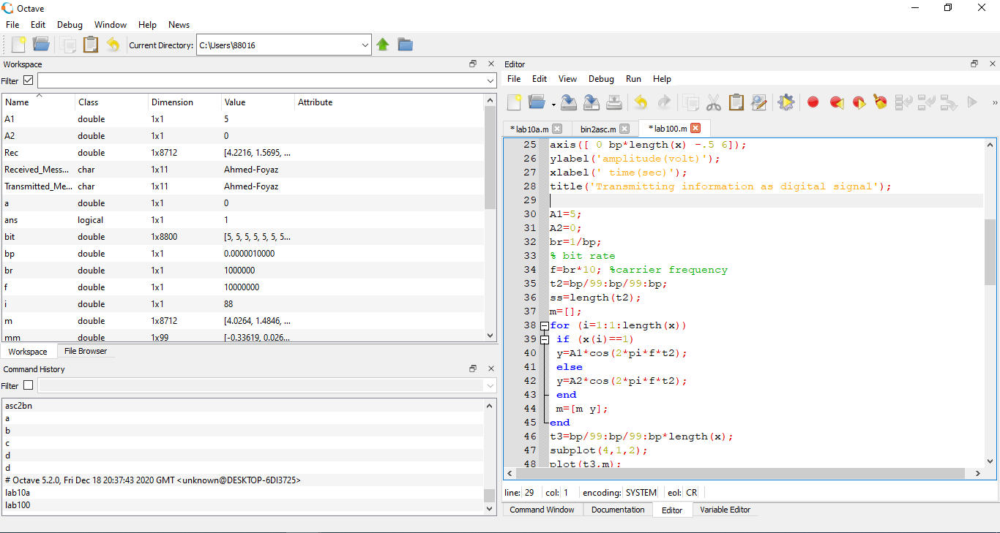 Octave
File Edit Debug Window Help News
Current Directory: C:\Users\88016
Workspace
Filter
Name Class Dimension Value Attribute
A1 double 1x1 5
A2 double 1x1 0
Rec double 1x8712 [4.2216, 1.5695, ...
Received_Mess... char 1x11 Ahmed-Foyaz
Transmitted_Me... char 1x11 Ahmed-Foyaz
a double 1x1 0
ans logical 1x1 1
bit double 1x8800 [5, 5, 5, 5, 5, 5, 5...
bp double 1x1 0.0000010000
br double 1x1 1000000
f double 1x1 10000000
i double 1x1 88
m double 1x8712 [4.0264, 1.4846, ...
mm double 1x99 [-0.33619, 0.026...
Workspace File Browser
Command History
Filter
asc2bn
a
b
c
d
d
# Octave 5.2.0, Fri Dec 18 20:37:43 2020 GMT <unknown@DESKTOP-6DI3725>
lab10a
lab100
Editor
File Edit View Debug Run Help
»
*lab10a.m bin2asc.m *lab100.m
25 axis([ 0 bp*length(x) -.5 6]);
26 ylabel('amplitude(volt)');
27 xlabel(' time(sec)');
28 title('Transmitting information as digital signal');
29
30 A1=5;
31 A2=0;
32 br=1/bp;
33 % bit rate
34 f=br*10; %carrier frequency
35 t2=bp/99:bp/99:bp;
36 ss=length(t2);
37 m=[];
38 for (i=1:1:length(x))
39 if (x(i)==1)
40 y=A1*cos(2*pi*f*t2);
41 else
42 y=A2*cos(2*pi*f*t2);
43 end
44 m=[m y];
45 end
46 t3=bp/99:bp/99:bp*length(x);
47 subplot(4,1,2);
48 plot(t3,m);
line: 29 col: 1 encoding: SYSTEM eol: CR
Command Window Documentation Editor Variable Editor